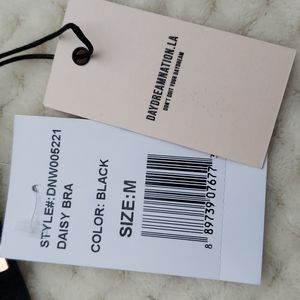 DAYDREAMNATION.LA
DON'T QUIT YOUR DAYDREAM
STYLE#: DNW005221
DAISY BRA
COLOR: BLACK
SIZE: M
8 89739 07677